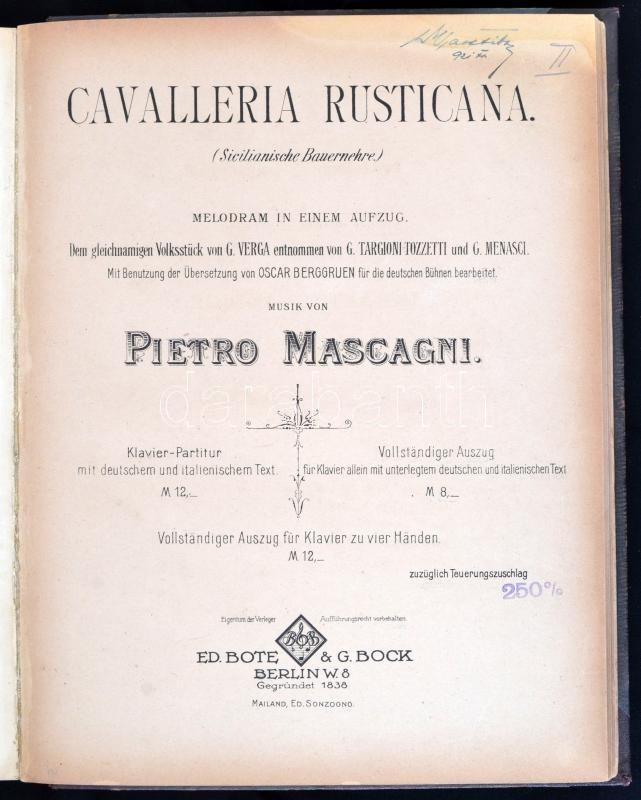 II
CAVALLERIA RUSTICANA.
(Sicilianische Bauernehre.)
MELODRAM IN EINEM AUFZUG.
Dem gleichnamigen Volksstück von G. VERGA entnommen von G. TARGIONI-TOZZETTI und G. MENASCI.
Mit Benutzung der Übersetzung von OSCAR BERGGRUEN für die deutschen Bühnen bearbeitet.
MUSIK VON
PIETRO MASCAGNI.
darabanth
Klavier-Partitur
mit deutschem und italienischem Text.
M 12,—
Vollständiger Auszug
für Klavier allein mit unterlegtem deutschen und italienischen Text
M 8,—
Vollständiger Auszug für Klavier zu vier Händen.
M 12,—
zuzüglich Teuerungszuschlag
250%
Eigentum der Verleger Aufführungsrecht vorbehalten.
B&B
ED. BOTE & G. BOCK
BERLIN W. 8
Gegründet 1838
MAILAND, ED. SONZOGNO.